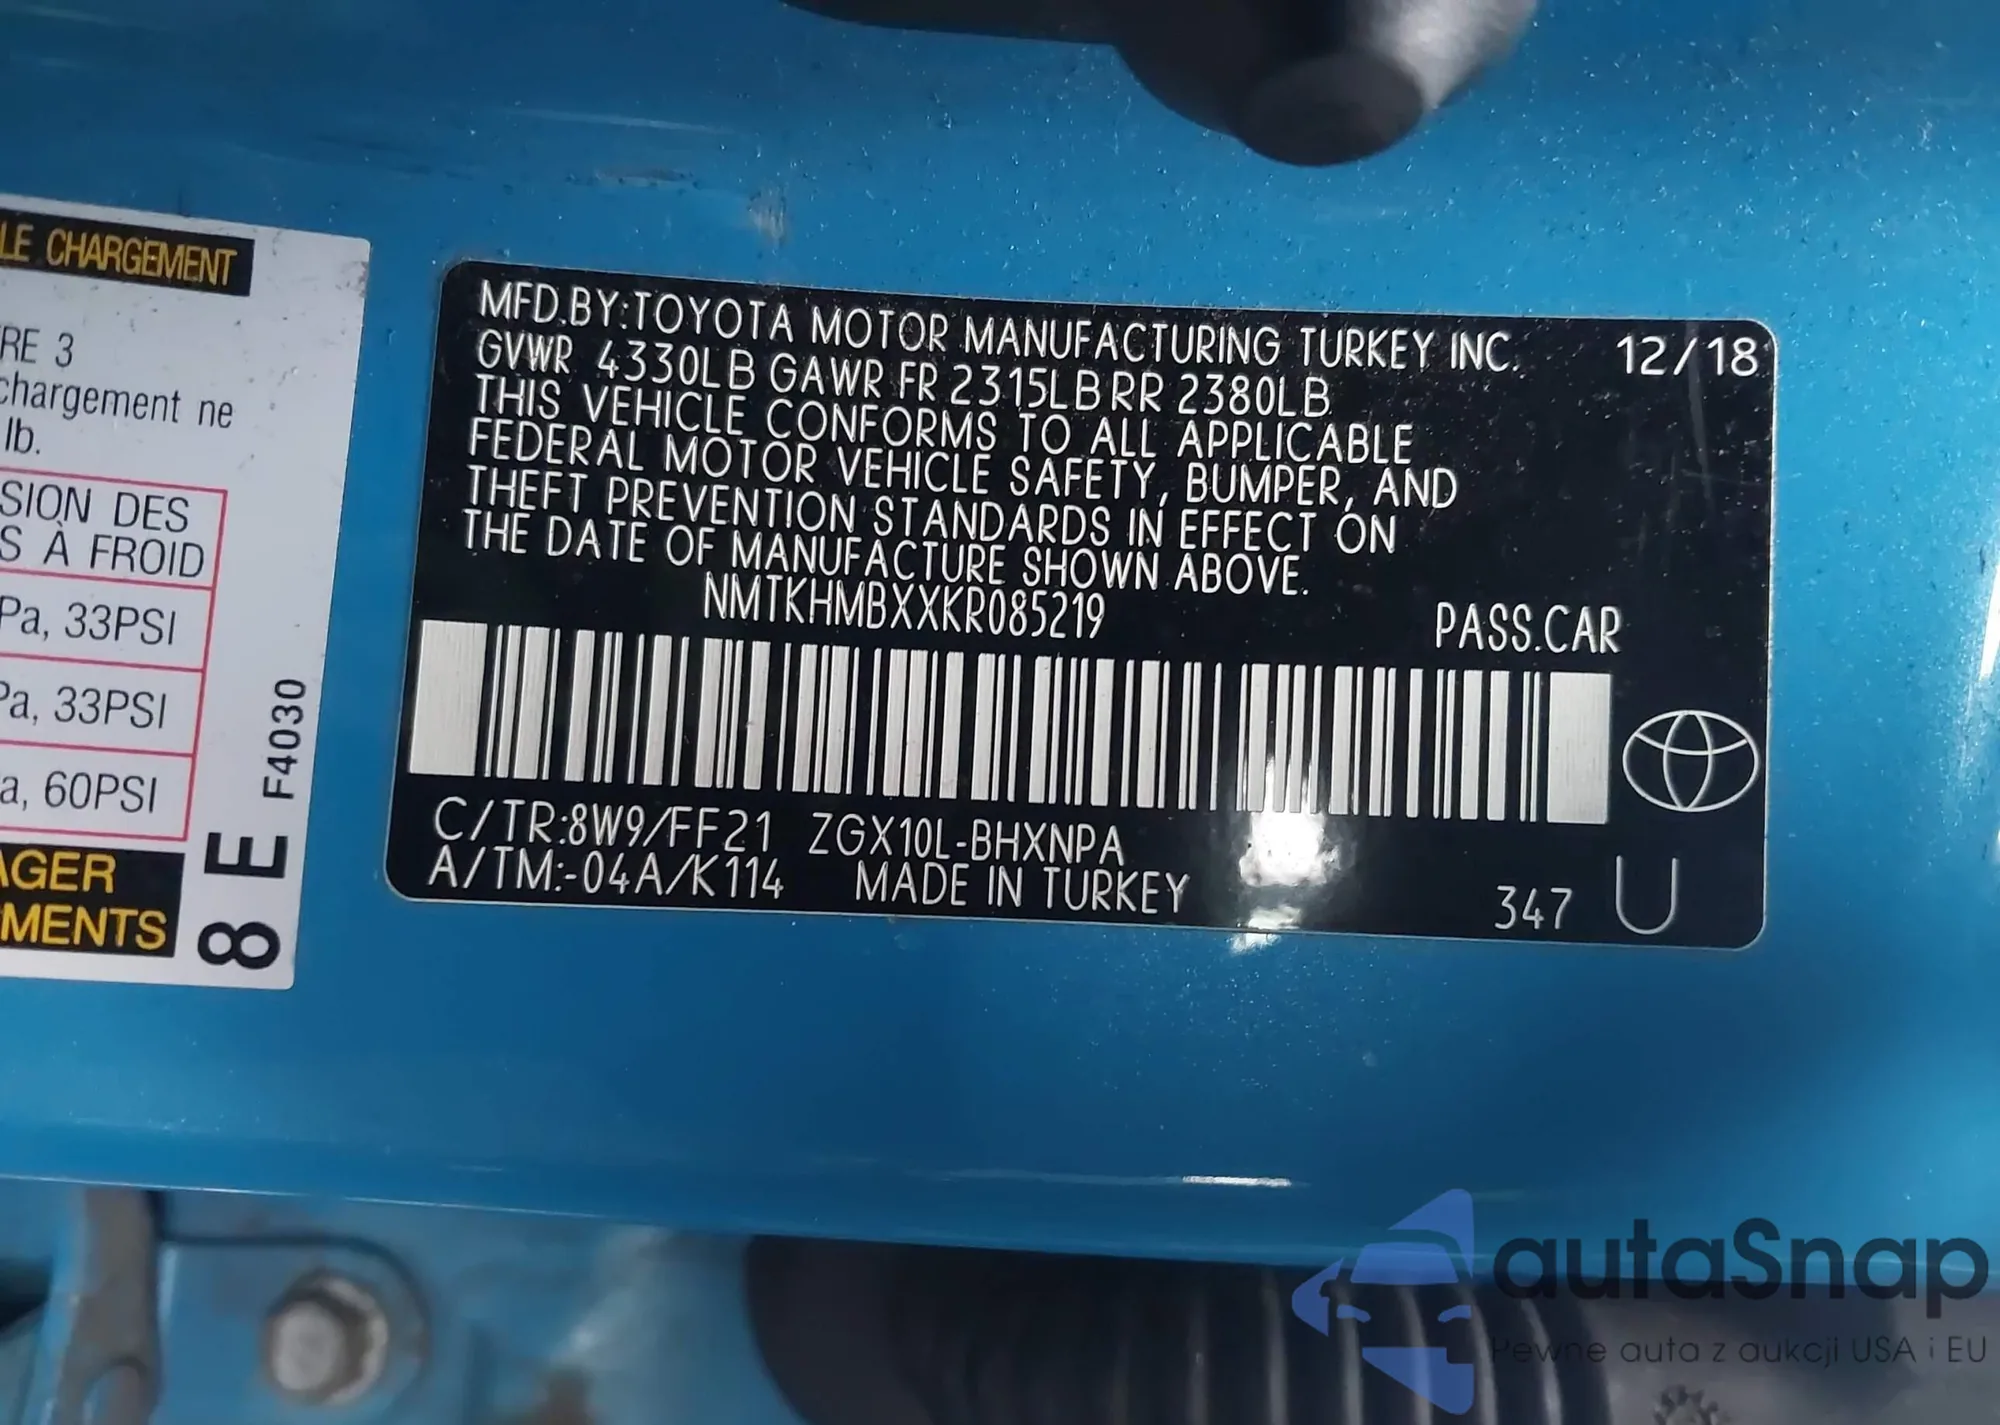 LE CHARGEMENT
RE 3
chargement ne
lb.
SION DES
S À FROID
Pa, 33PSI
Pa, 33PSI
a, 60PSI
AGER
MENTS
8 E F4030
MFD.BY:TOYOTA MOTOR MANUFACTURING TURKEY INC. 12/18
GVWR 4330LB GAWR FR 2315LB RR 2380LB
THIS VEHICLE CONFORMS TO ALL APPLICABLE
FEDERAL MOTOR VEHICLE SAFETY, BUMPER, AND
THEFT PREVENTION STANDARDS IN EFFECT ON
THE DATE OF MANUFACTURE SHOWN ABOVE.
NMTKHMBXXKR085219 PASS.CAR
C/TR:8W9/FF21 ZGX10L-BHXNPA
A/TM:-04A/K114 MADE IN TURKEY 347 U
autaSnap
Pewne auta z aukcji USA i EU